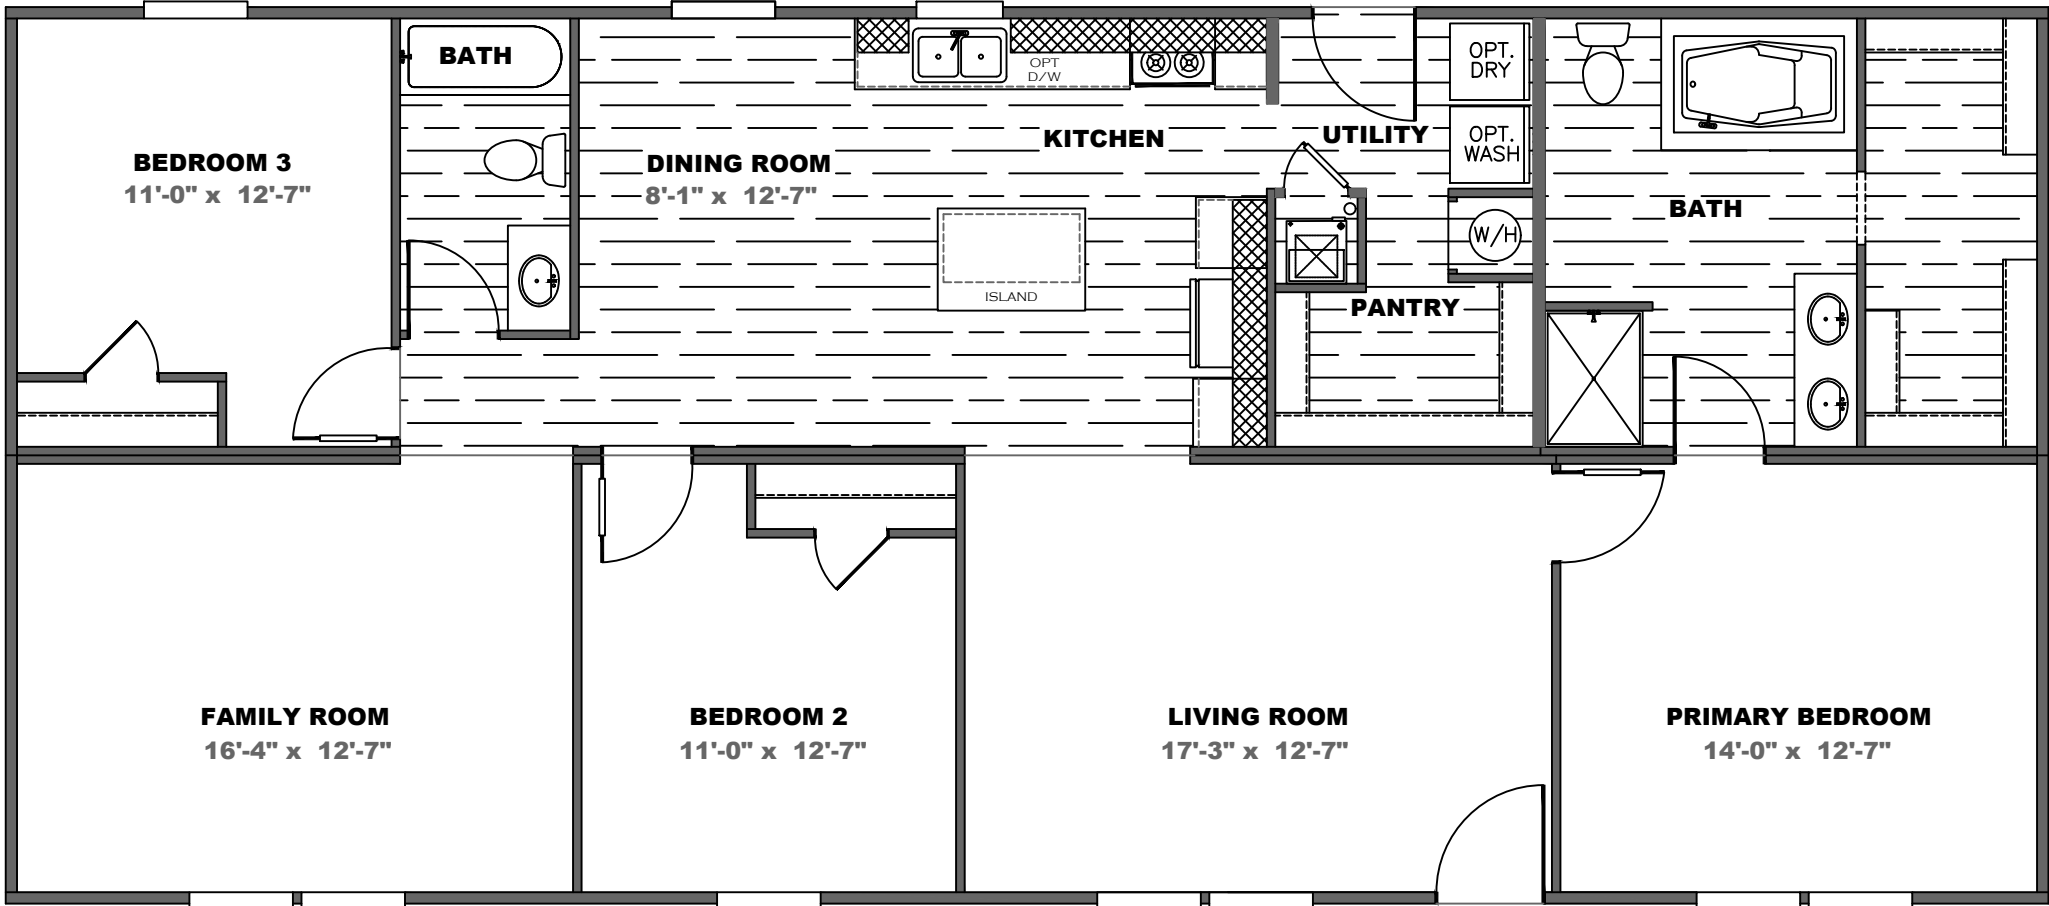 BATH
OPT
D/W
OPT.
DRY
KITCHEN
UTILITY
OPT.
WASH
BEDROOM 3
11'-0" x 12'-7"
DINING ROOM
8'-1" x 12'-7"
BATH
W/H
ISLAND
PANTRY
FAMILY ROOM
16'-4" x 12'-7"
BEDROOM 2
11'-0" x 12'-7"
LIVING ROOM
17'-3" x 12'-7"
PRIMARY BEDROOM
14'-0" x 12'-7"